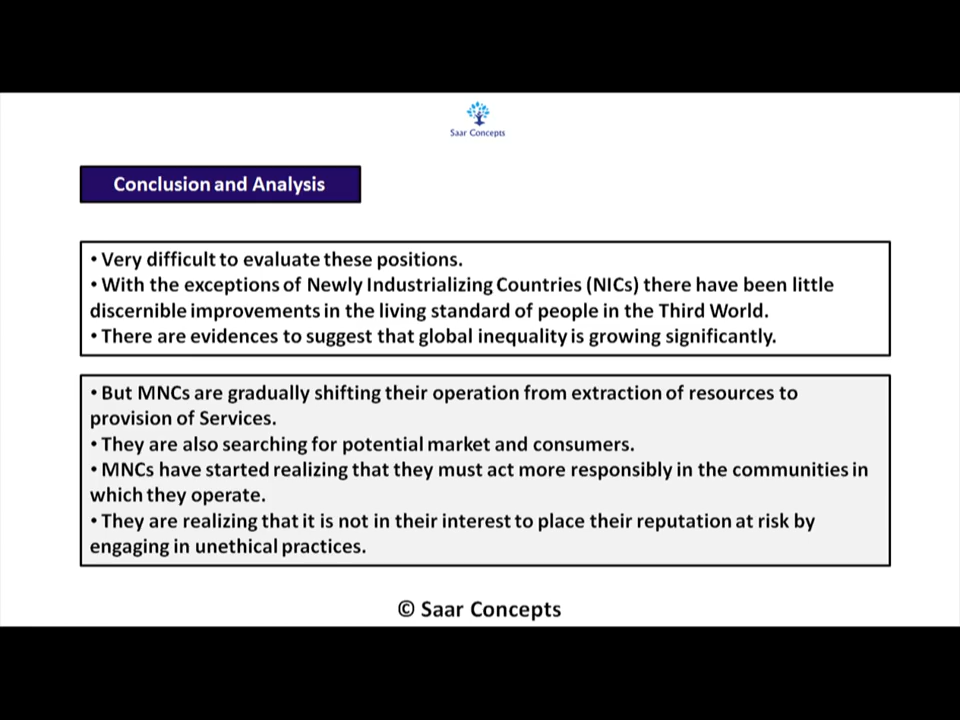 Saar Concepts
Conclusion and Analysis
• Very difficult to evaluate these positions.
• With the exceptions of Newly Industrializing Countries (NICs) there have been little
discernible improvements in the living standard of people in the Third World.
• There are evidences to suggest that global inequality is growing significantly.
• But MNCs are gradually shifting their operation from extraction of resources to
provision of Services.
• They are also searching for potential market and consumers.
• MNCs have started realizing that they must act more responsibly in the communities in
which they operate.
• They are realizing that it is not in their interest to place their reputation at risk by
engaging in unethical practices.
© Saar Concepts